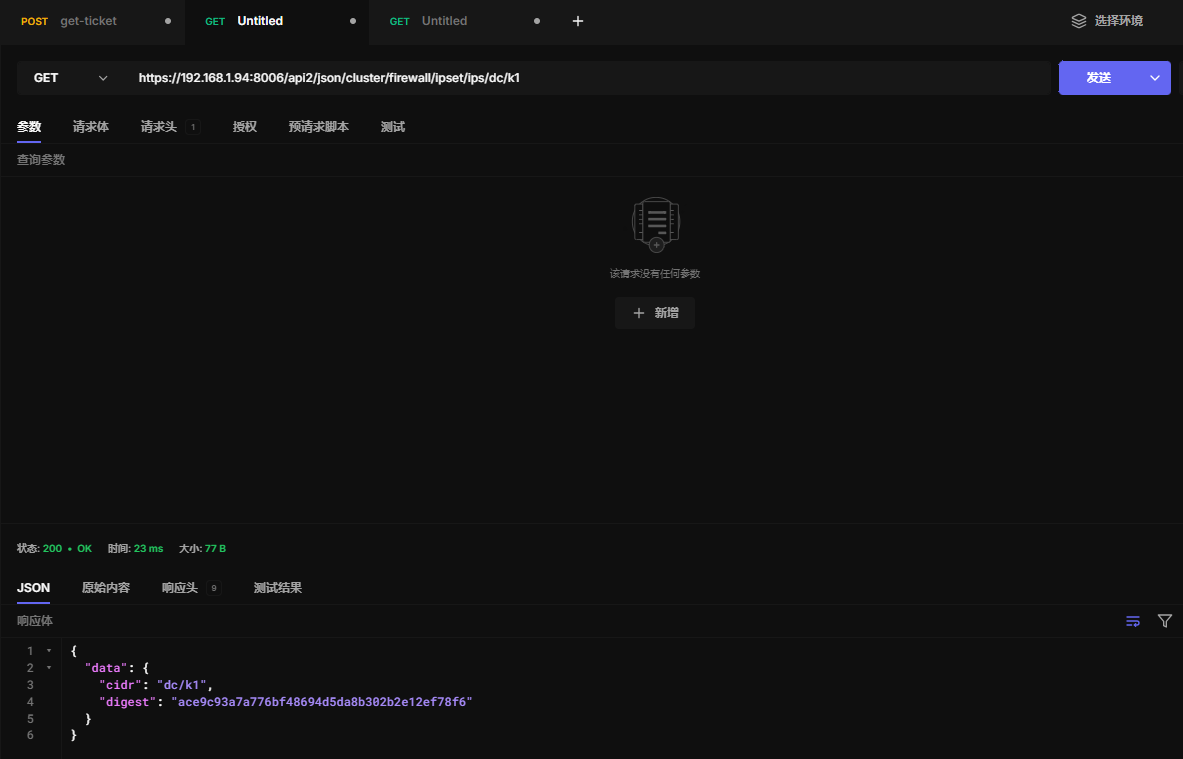 POST get-ticket GET Untitled GET Untitled 选择环境
GET https://192.168.1.94:8006/api2/json/cluster/firewall/ipset/ips/dc/k1 发送
参数 请求体 请求头 1 授权 预请求脚本 测试
查询参数
该请求没有任何参数
新增
状态: 200 • OK 时间: 23 ms 大小: 77 B
JSON 原始内容 响应头 9 测试结果
响应体
1 {
2 "data": {
3 "cidr": "dc/k1",
4 "digest": "ace9c93a7a776bf48694d5da8b302b2e12ef78f6"
5 }
6 }